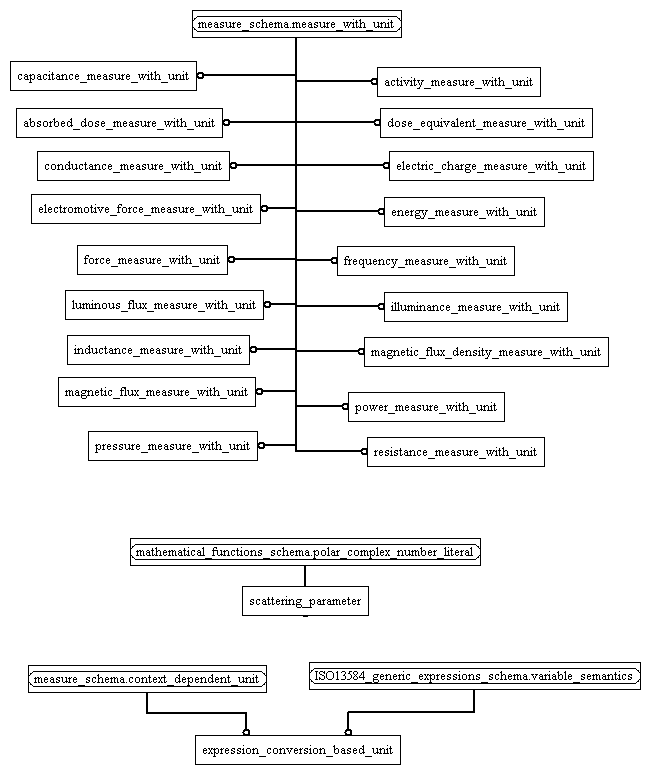 measure_schema.measure_with_unit
capacitance_measure_with_unit
activity_measure_with_unit
absorbed_dose_measure_with_unit
dose_equivalent_measure_with_unit
conductance_measure_with_unit
electric_charge_measure_with_unit
electromotive_force_measure_with_unit
energy_measure_with_unit
force_measure_with_unit
frequency_measure_with_unit
luminous_flux_measure_with_unit
illuminance_measure_with_unit
inductance_measure_with_unit
magnetic_flux_density_measure_with_unit
magnetic_flux_measure_with_unit
power_measure_with_unit
pressure_measure_with_unit
resistance_measure_with_unit
mathematical_functions_schema.polar_complex_number_literal
scattering_parameter
measure_schema.context_dependent_unit
ISO13584_generic_expressions_schema.variable_semantics
expression_conversion_based_unit